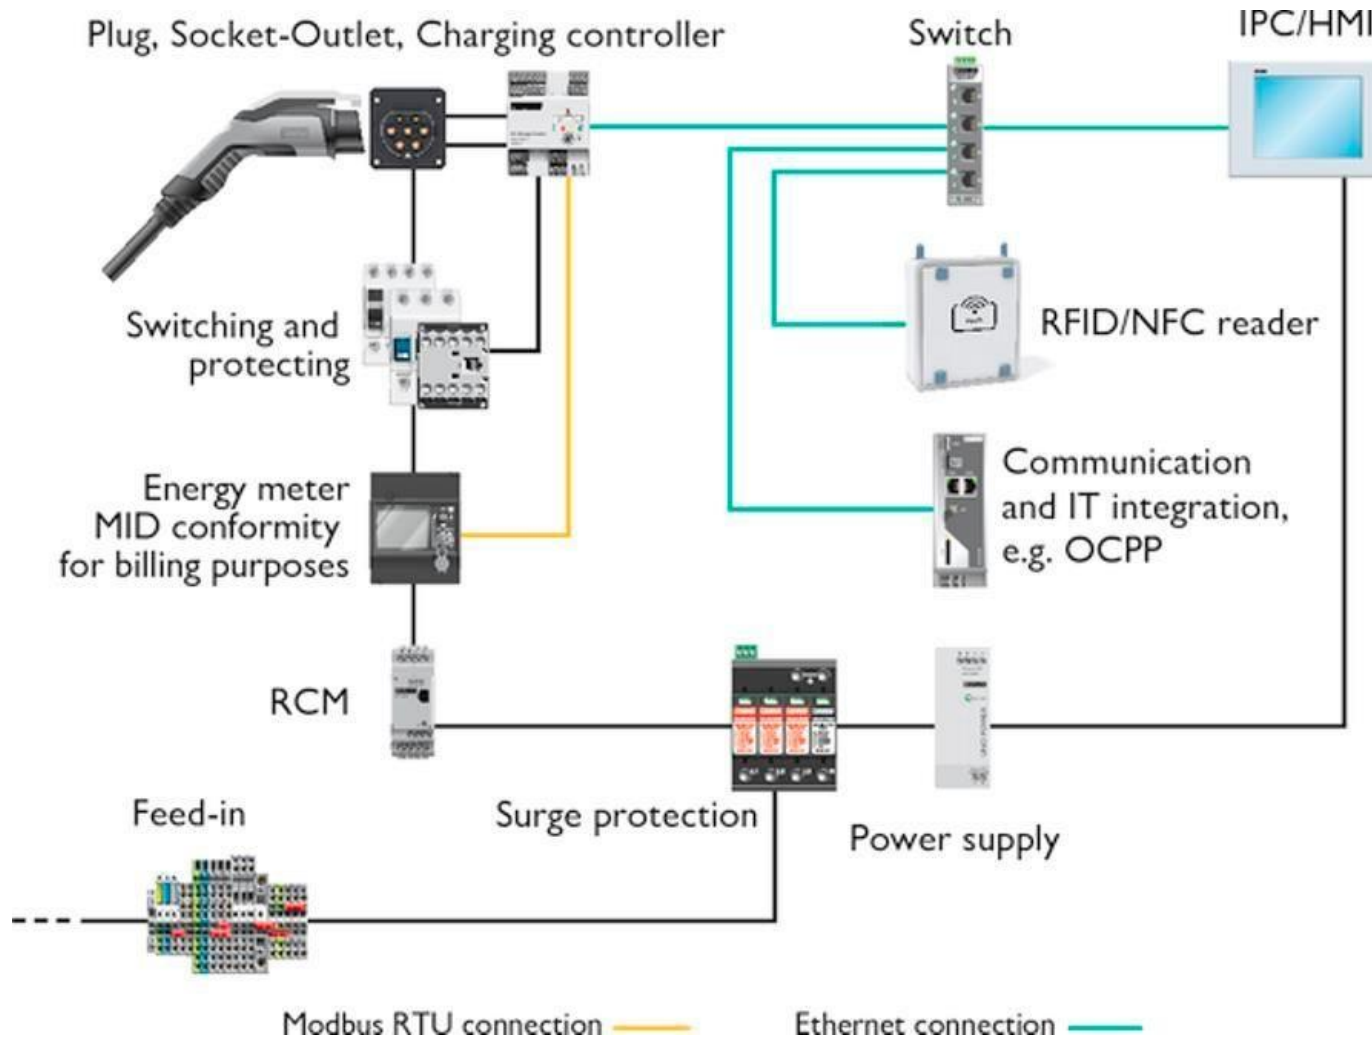 Plug, Socket-Outlet, Charging controller
Switch
IPC/HMI
Switching and
protecting
RFID/NFC reader
Energy meter
MID conformity
for billing purposes
Communication
and IT integration,
e.g. OCPP
RCM
Surge protection
Power supply
Feed-in
Modbus RTU connection
Ethernet connection